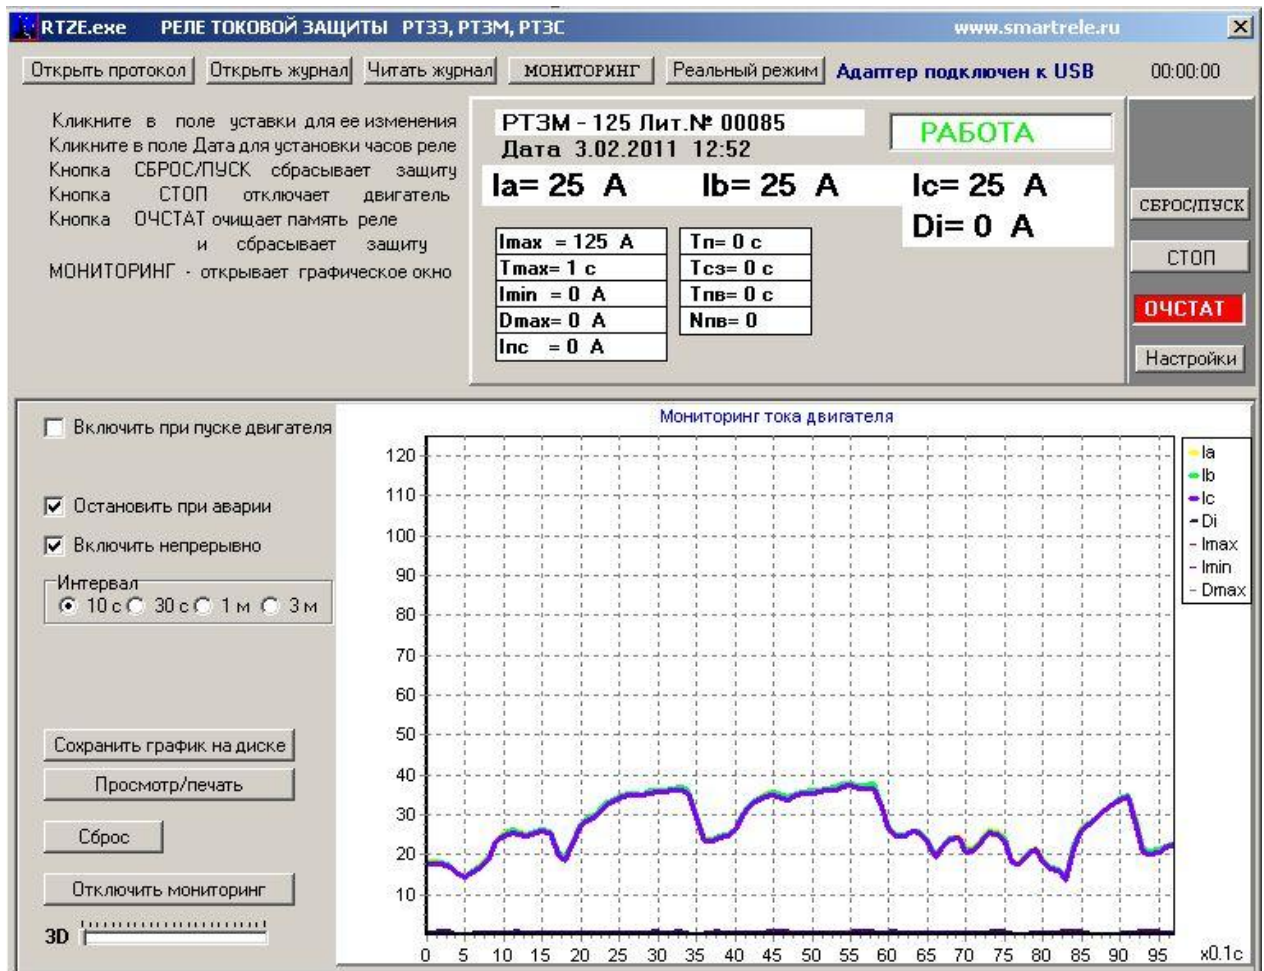 RTZE.exe РЕЛЕ ТОКОВОЙ ЗАЩИТЫ РТЗЭ, РТЗМ, РТЗС www.smartrele.ru
Открыть протокол Открыть журнал Читать журнал МОНИТОРИНГ Реальный режим Адаптер подключен к USB 00:00:00
Кликните в поле уставки для ее изменения
Кликните в поле Дата для установки часов реле
Кнопка СБРОС/ПУСК сбрасывает защиту
Кнопка СТОП отключает двигатель
Кнопка ОЧСТАТ очищает память реле
и сбрасывает защиту
МОНИТОРИНГ - открывает графическое окно
РТЗМ - 125 Лит.№ 00085
Дата 3.02.2011 12:52
РАБОТА
Ia= 25 А Ib= 25 А Ic= 25 А
Di= 0 А
Imax = 125 А
Tmax= 1 с
Imin = 0 А
Dmax= 0 А
Inc = 0 А
Тп= 0 с
Тсз= 0 с
Тпв= 0 с
Nпв= 0
СБРОС/ПУСК
СТОП
ОЧСТАТ
Настройки
Включить при пуске двигателя
Остановить при аварии
Включить непрерывно
Интервал
10 с 30 с 1 м 3 м
Сохранить график на диске
Просмотр/печать
Сброс
Отключить мониторинг
3D
Мониторинг тока двигателя
120
110
100
90
80
70
60
50
40
30
20
10
0 5 10 15 20 25 30 35 40 45 50 55 60 65 70 75 80 85 90 95 x0.1c
Ia
Ib
Ic
Di
Imax
Imin
Dmax